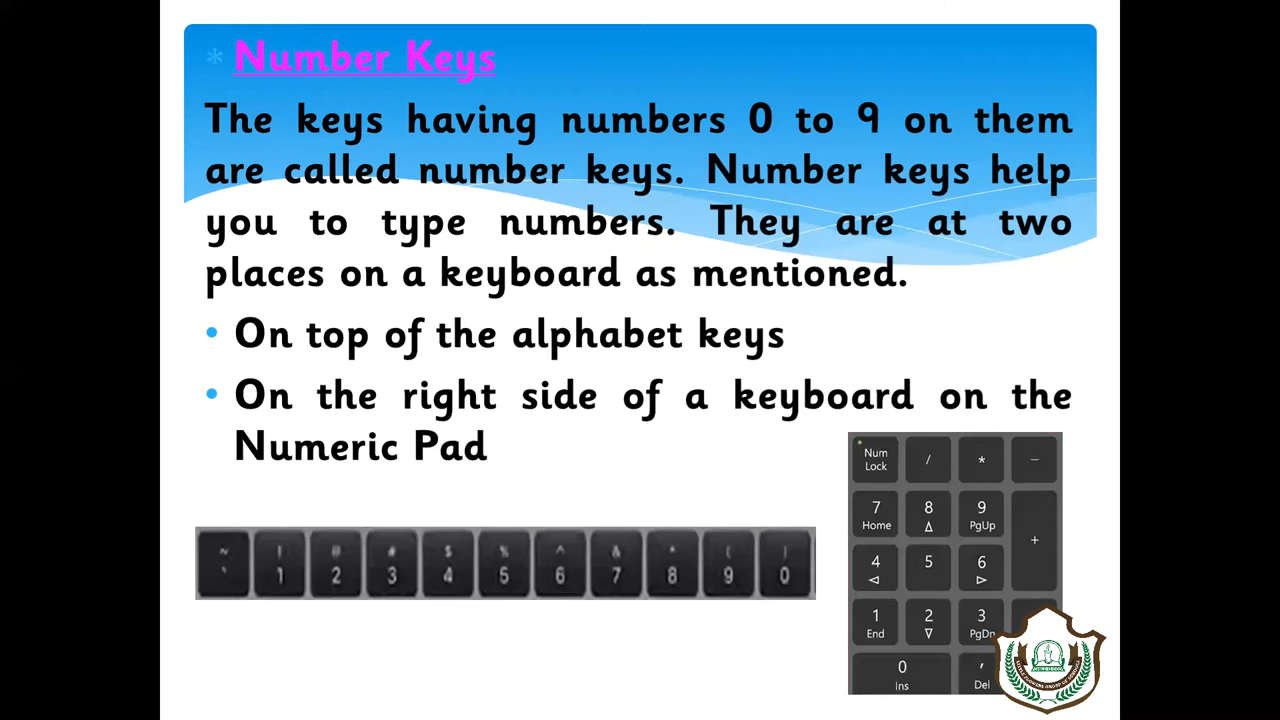 * Number Keys
The keys having numbers 0 to 9 on them
are called number keys. Number keys help
you to type numbers. They are at two
places on a keyboard as mentioned.
• On top of the alphabet keys
• On the right side of a keyboard on the
Numeric Pad
Num Lock / * −
7 Home 8 9 PgUp
+
4 5 6
1 End 2 3 PgDn
0 Ins , Del
~ ! @ # $ % ^ & * ( )
` 1 2 3 4 5 6 7 8 9 0